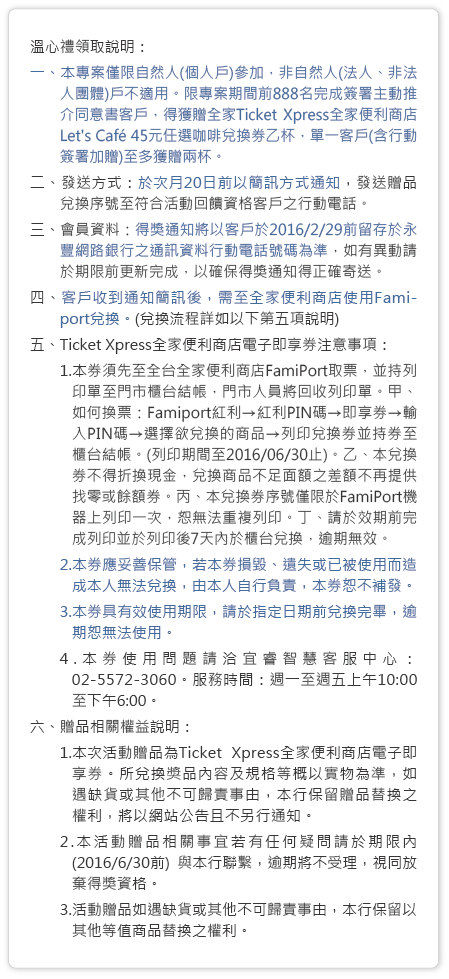 溫心禮領取說明：
一、本專案僅限自然人(個人戶)參加，非自然人(法人、非法
人團體)戶不適用。限專案期間前888名完成簽署主動推
介同意書客戶，得獲贈全家Ticket Xpress全家便利商店
Let's Café 45元任選咖啡兌換券乙杯，單一客戶(含行動
簽署加贈)至多獲贈兩杯。
二、發送方式：於次月20日前以簡訊方式通知，發送贈品
兌換序號至符合活動回饋資格客戶之行動電話。
三、會員資料：得獎通知將以客戶於2016/2/29前留存於永
豐網路銀行之通訊資料行動電話號碼為準，如有異動請
於期限前更新完成，以確保得獎通知得正確寄送。
四、客戶收到通知簡訊後，需至全家便利商店使用Fami-
port兌換。(兌換流程詳如以下第五項說明)
五、Ticket Xpress全家便利商店電子即享券注意事項：
1.本券須先至全台全家便利商店FamiPort取票，並持列
印單至門市櫃台結帳，門市人員將回收列印單。甲、
如何換票：Famiport紅利→紅利PIN碼→即享券→輸
入PIN碼→選擇欲兌換的商品→列印兌換券並持券至
櫃台結帳。(列印期間至2016/06/30止)。乙、本兌換
券不得折換現金，兌換商品不足面額之差額不再提供
找零或餘額券。丙、本兌換券序號僅限於FamiPort機
器上列印一次，恕無法重複列印。丁、請於效期前完
成列印並於列印後7天內於櫃台兌換，逾期無效。
2.本券應妥善保管，若本券損毀、遺失或已被使用而造
成本人無法兌換，由本人自行負責，本券恕不補發。
3.本券具有效使用期限，請於指定日期前兌換完畢，逾
期恕無法使用。
4.本券使用問題請洽宜睿智慧客服中心：
02-5572-3060。服務時間：週一至週五上午10:00
至下午6:00。
六、贈品相關權益說明：
1.本次活動贈品為Ticket Xpress全家便利商店電子即
享券。所兌換獎品內容及規格等概以實物為準，如
遇缺貨或其他不可歸責事由，本行保留贈品替換之
權利，將以網站公告且不另行通知。
2.本活動贈品相關事宜若有任何疑問請於期限內
(2016/6/30前) 與本行聯繫，逾期將不受理，視同放
棄得獎資格。
3.活動贈品如遇缺貨或其他不可歸責事由，本行保留以
其他等值商品替換之權利。